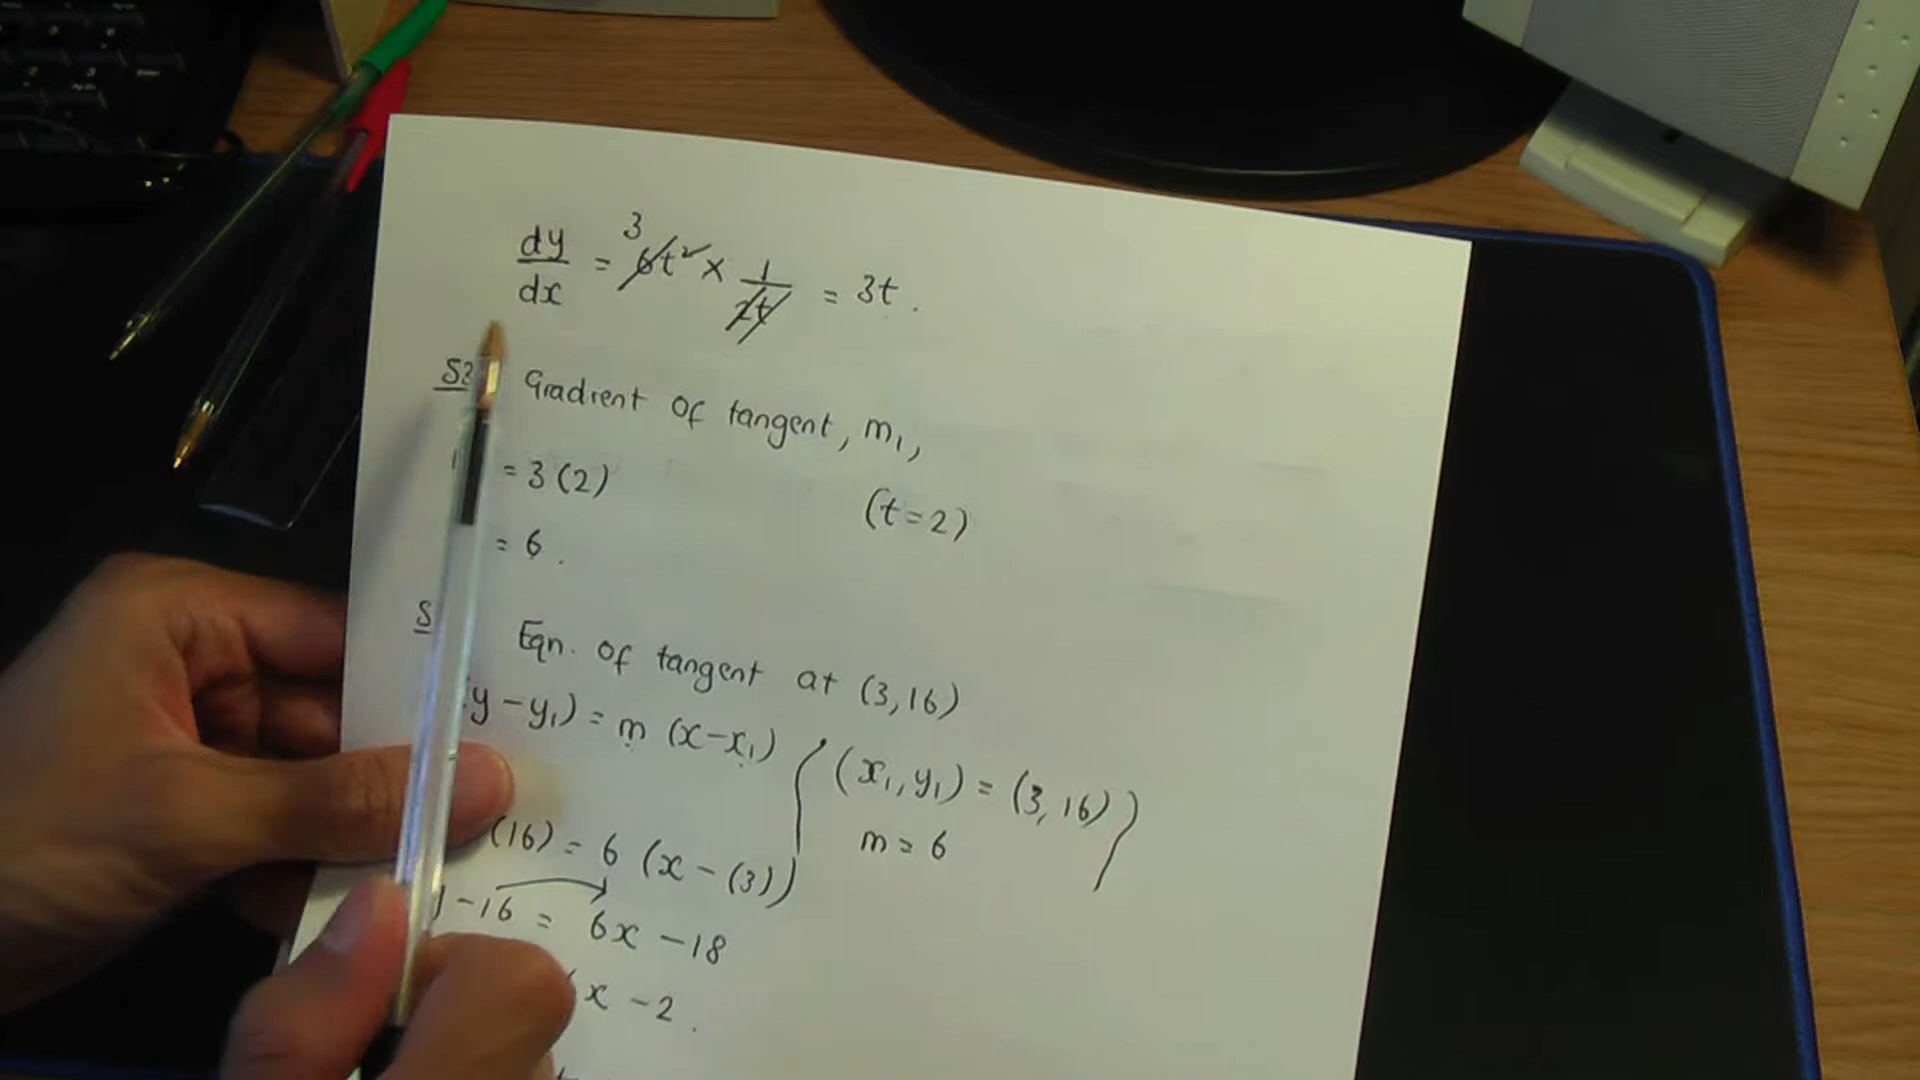 dy/dx = 3 6t² × 1/2t = 3t .
S3 Gradient of tangent, m₁,
= 3(2) (t=2)
= 6 .
S Eqn. of tangent at (3,16)
(y - y₁) = m (x - x₁) { (x₁, y₁) = (3, 16) }
m = 6
(16) = 6 (x - (3))
y - 16 = 6x - 18
x - 2 .